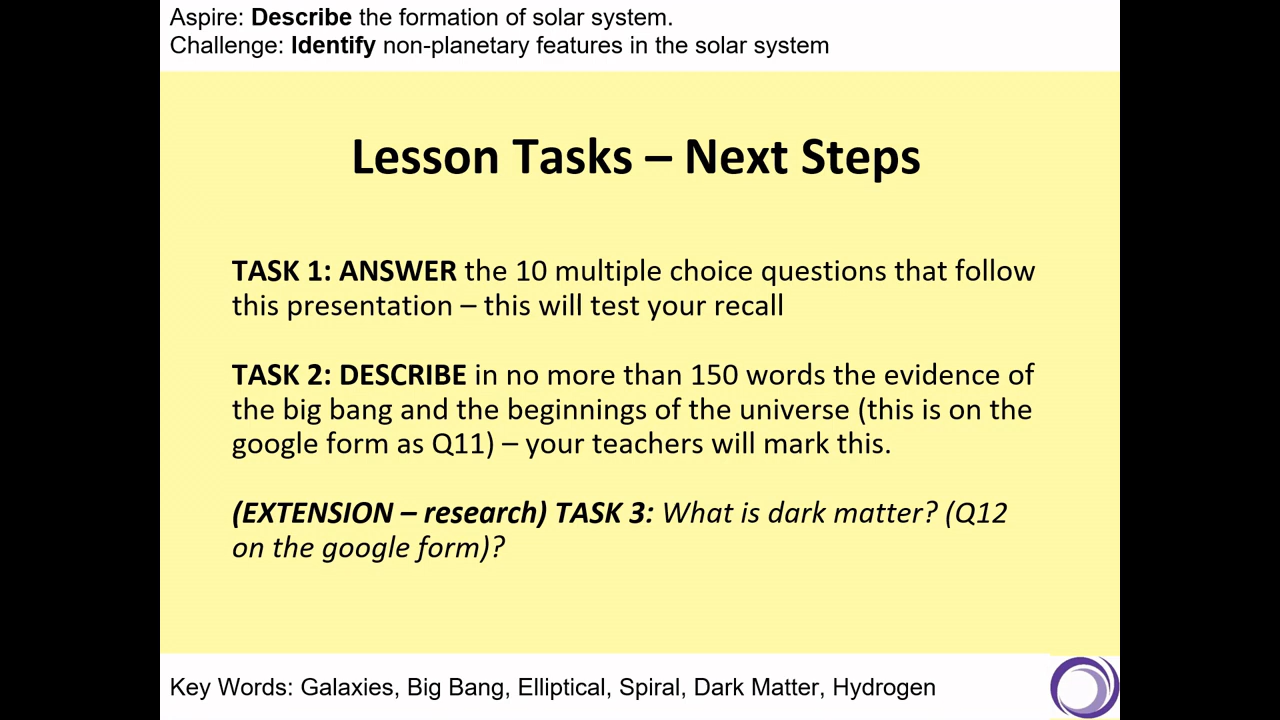 Aspire: Describe the formation of solar system.
Challenge: Identify non-planetary features in the solar system
Lesson Tasks – Next Steps
TASK 1: ANSWER the 10 multiple choice questions that follow
this presentation – this will test your recall
TASK 2: DESCRIBE in no more than 150 words the evidence of
the big bang and the beginnings of the universe (this is on the
google form as Q11) – your teachers will mark this.
(EXTENSION – research) TASK 3: What is dark matter? (Q12
on the google form)?
Key Words: Galaxies, Big Bang, Elliptical, Spiral, Dark Matter, Hydrogen